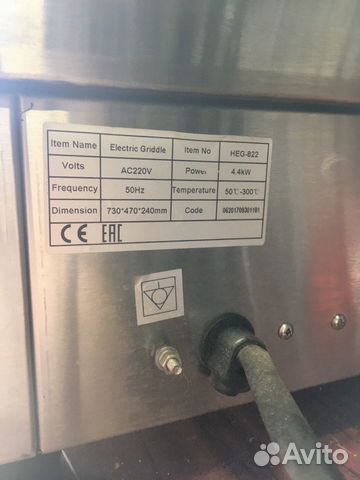 Item Name Electric Griddle Item No HEG-822
Volts AC220V Power 4.4kW
Frequency 50Hz Temperature 50℃-300℃
Dimension 730*470*240mm Code 06201709301101
CE EAC
Avito